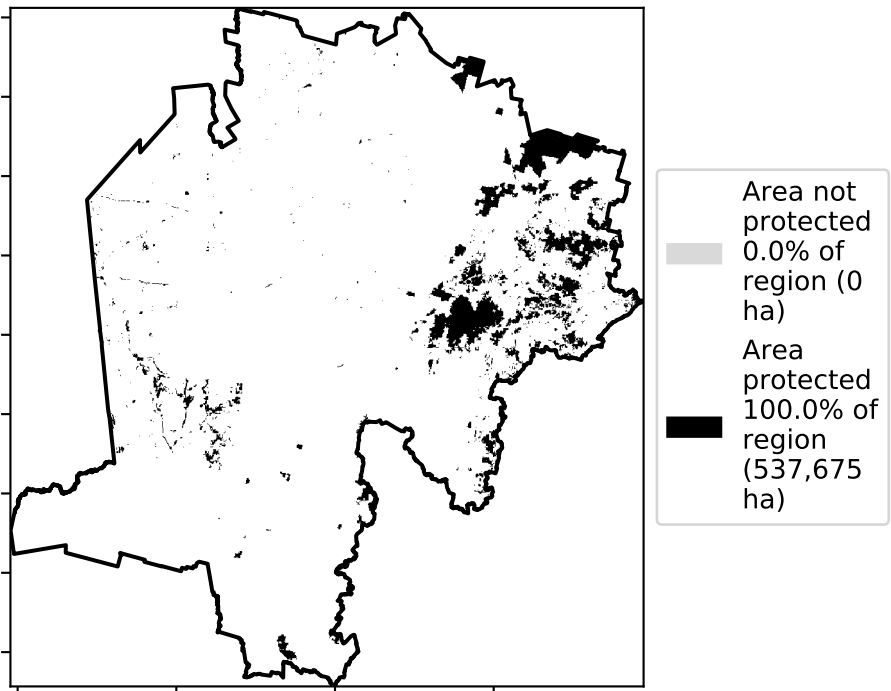 Area not
protected
0.0% of
region (0
ha)
Area
protected
100.0% of
region
(537,675
ha)